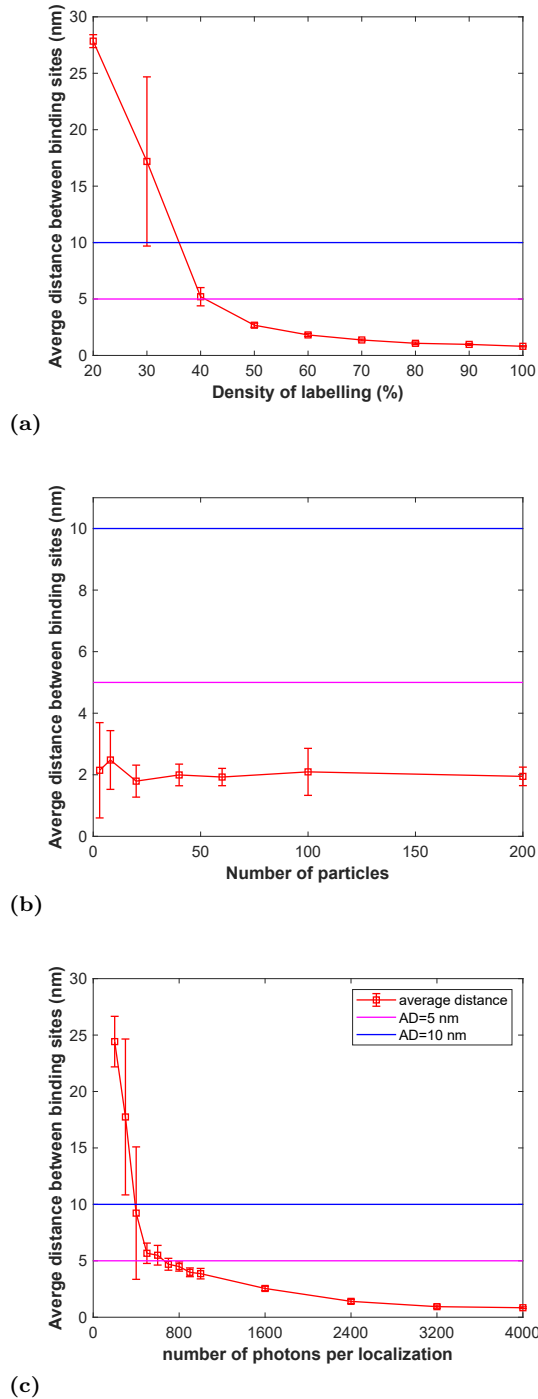 30
25
20
15
10
5
0
20 30 40 50 60 70 80 90 100
Averge distance between binding sites (nm)
Density of labelling (%)
(a)
10
8
6
4
2
0
0 50 100 150 200
Averge distance between binding sites (nm)
Number of particles
(b)
30
25
20
15
10
5
0
0 800 1600 2400 3200 4000
Averge distance between binding sites (nm)
average distance
AD=5 nm
AD=10 nm
number of photons per localization
(c)